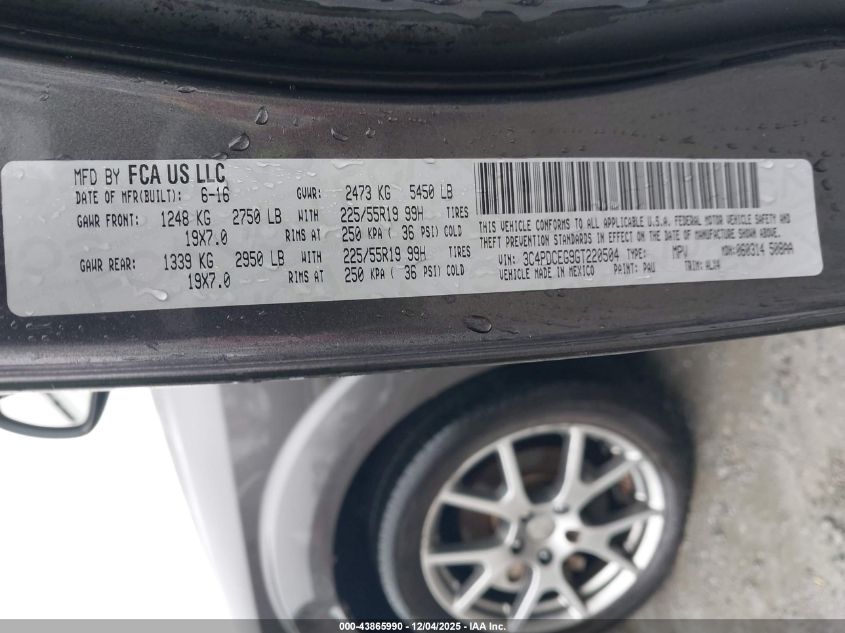 MFD BY FCA US LLC
DATE OF MFR(BUILT): 6-16 GVWR: 2473 KG 5450 LB
GAWR FRONT: 1248 KG 2750 LB WITH 225/55R19 99H TIRES
19X7.0 RIMS AT 250 KPA ( 36 PSI) COLD
GAWR REAR: 1339 KG 2950 LB WITH 225/55R19 99H TIRES
19X7.0 RIMS AT 250 KPA ( 36 PSI) COLD
THIS VEHICLE CONFORMS TO ALL APPLICABLE U.S.A. FEDERAL MOTOR VEHICLE SAFETY AND
THEFT PREVENTION STANDARDS IN EFFECT ON THE DATE OF MANUFACTURE SHOWN ABOVE.
VIN: 3C4PDCEG9GT220504 TYPE: MPV MDH: 060314 508AA
MADE IN MEXICO PAINT: PAU TRIM: ALX4
000-43865990 - 12/04/2025 - IAA Inc.